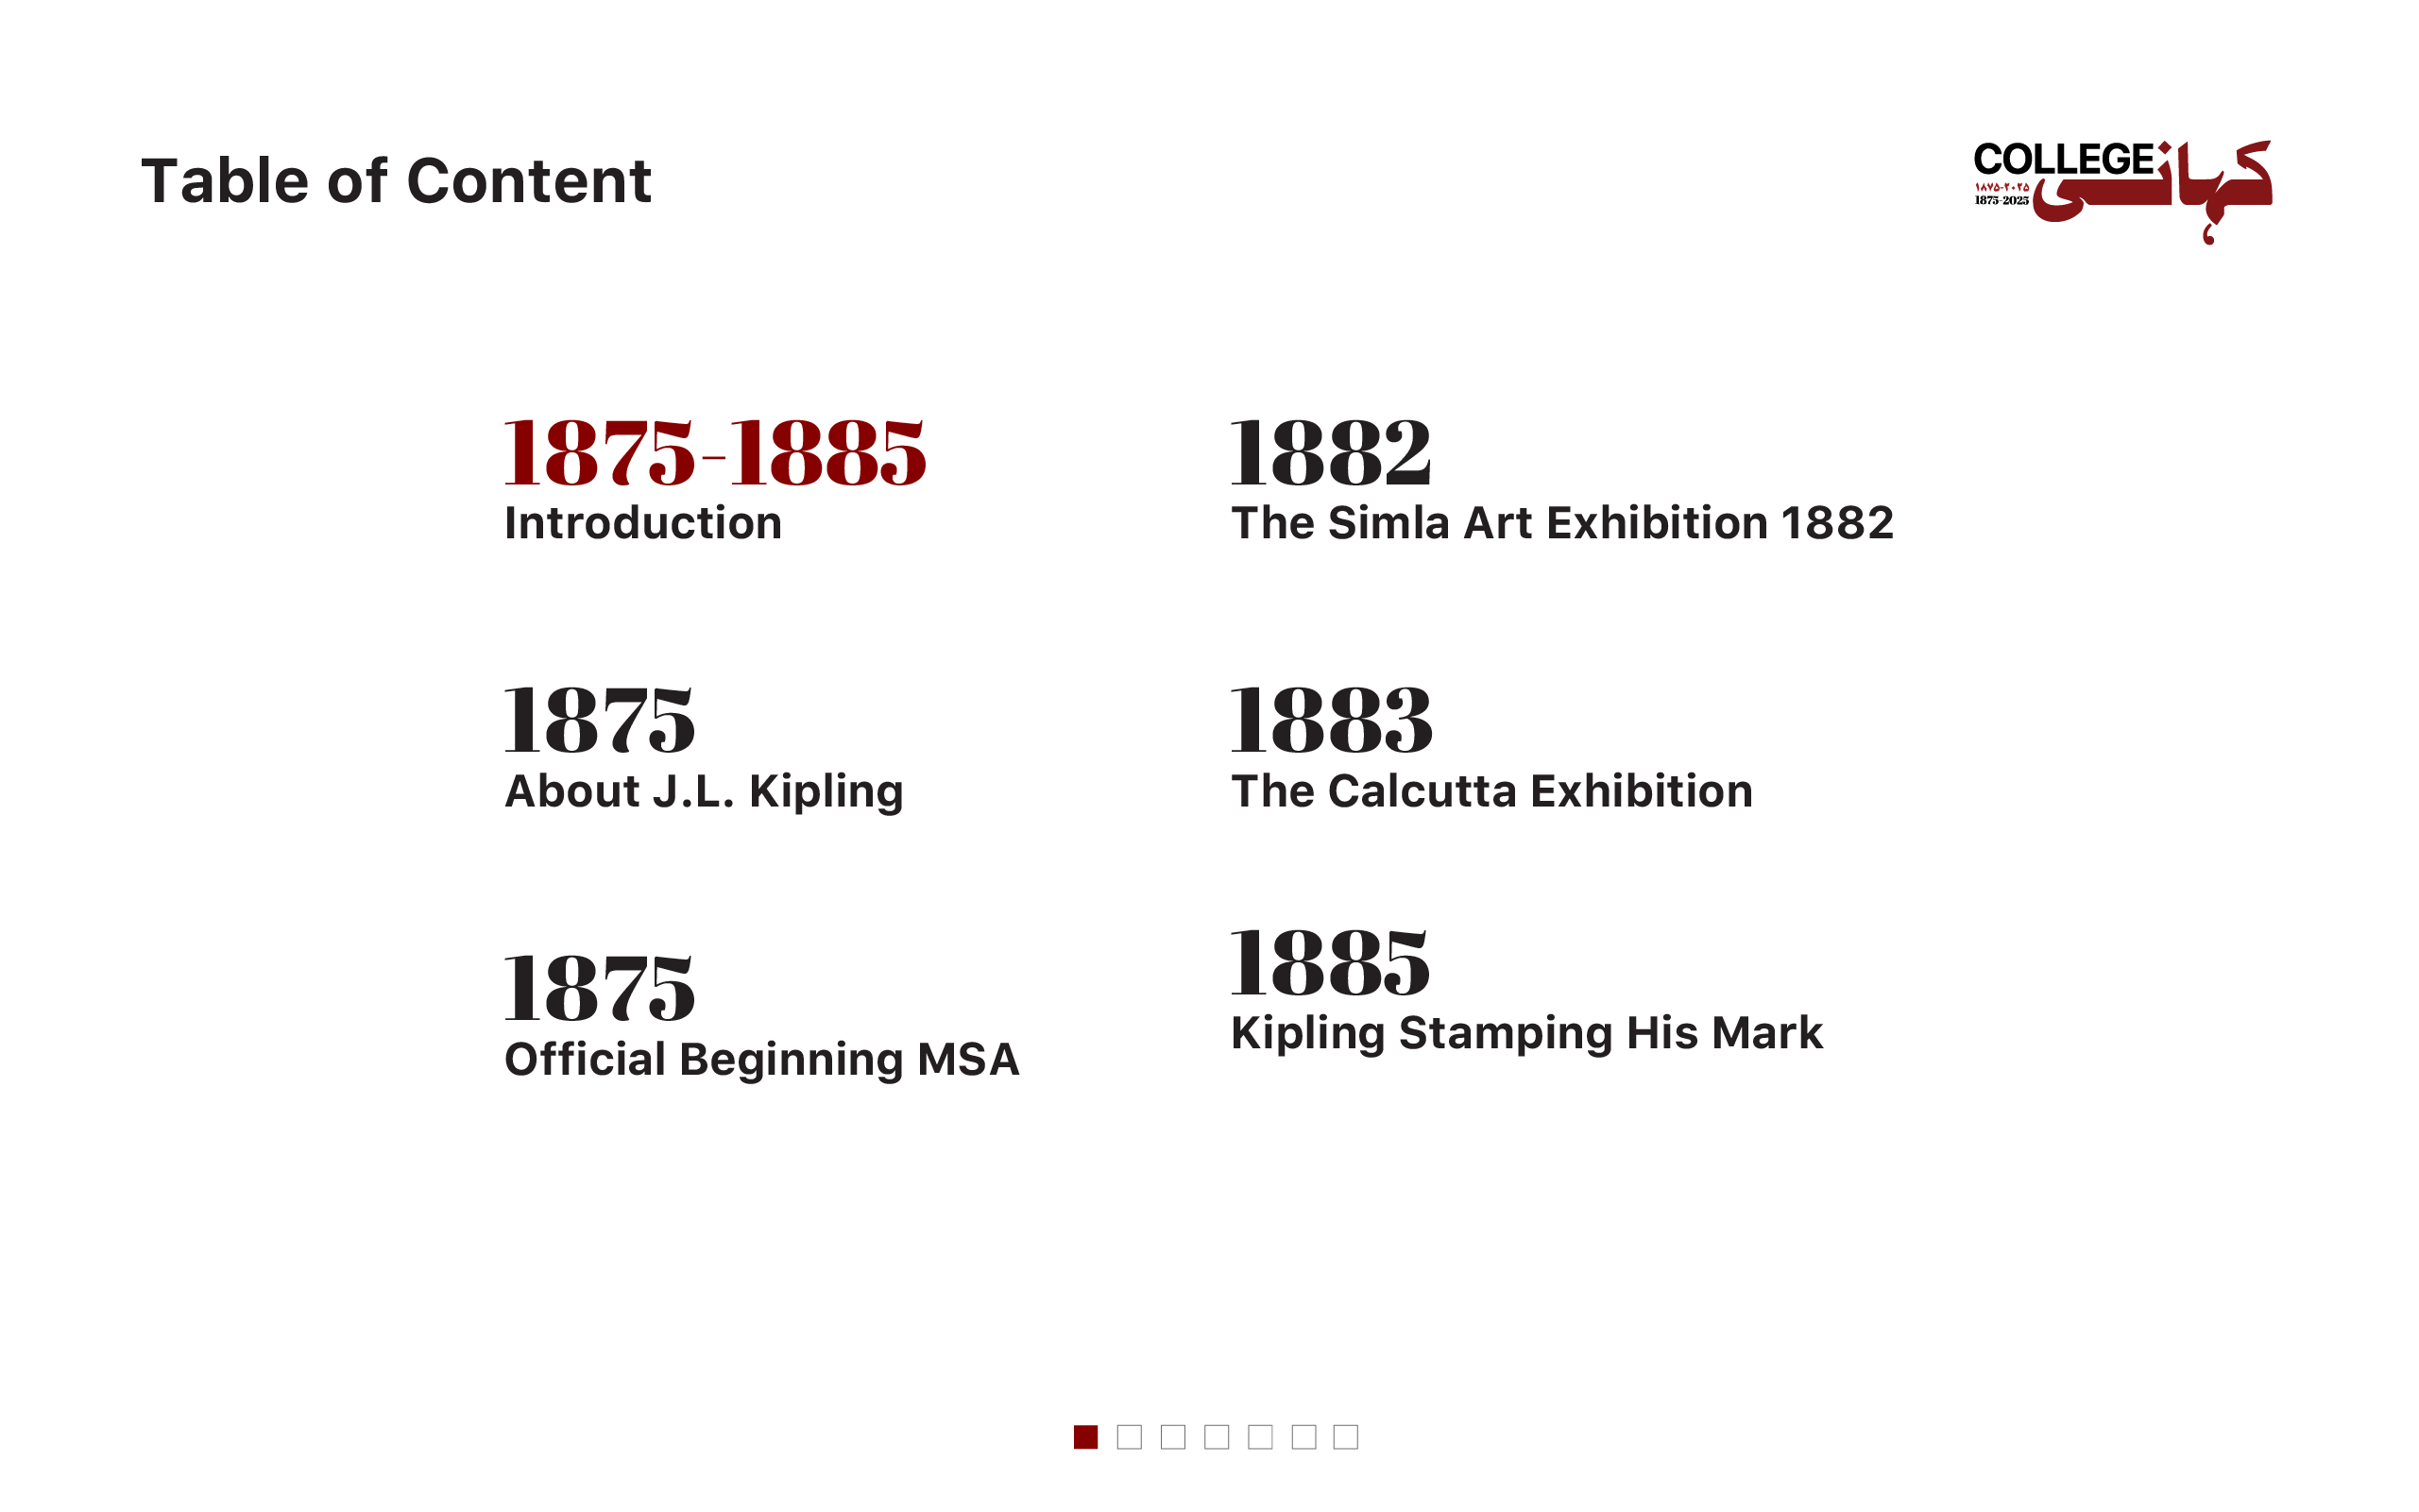 Table of Content
COLLEGE کہانی
۱۸۷۵-۲۰۲۵
1875-2025
1875-1885
Introduction
1875
About J.L. Kipling
1875
Official Beginning MSA
1882
The Simla Art Exhibition 1882
1883
The Calcutta Exhibition
1885
Kipling Stamping His Mark